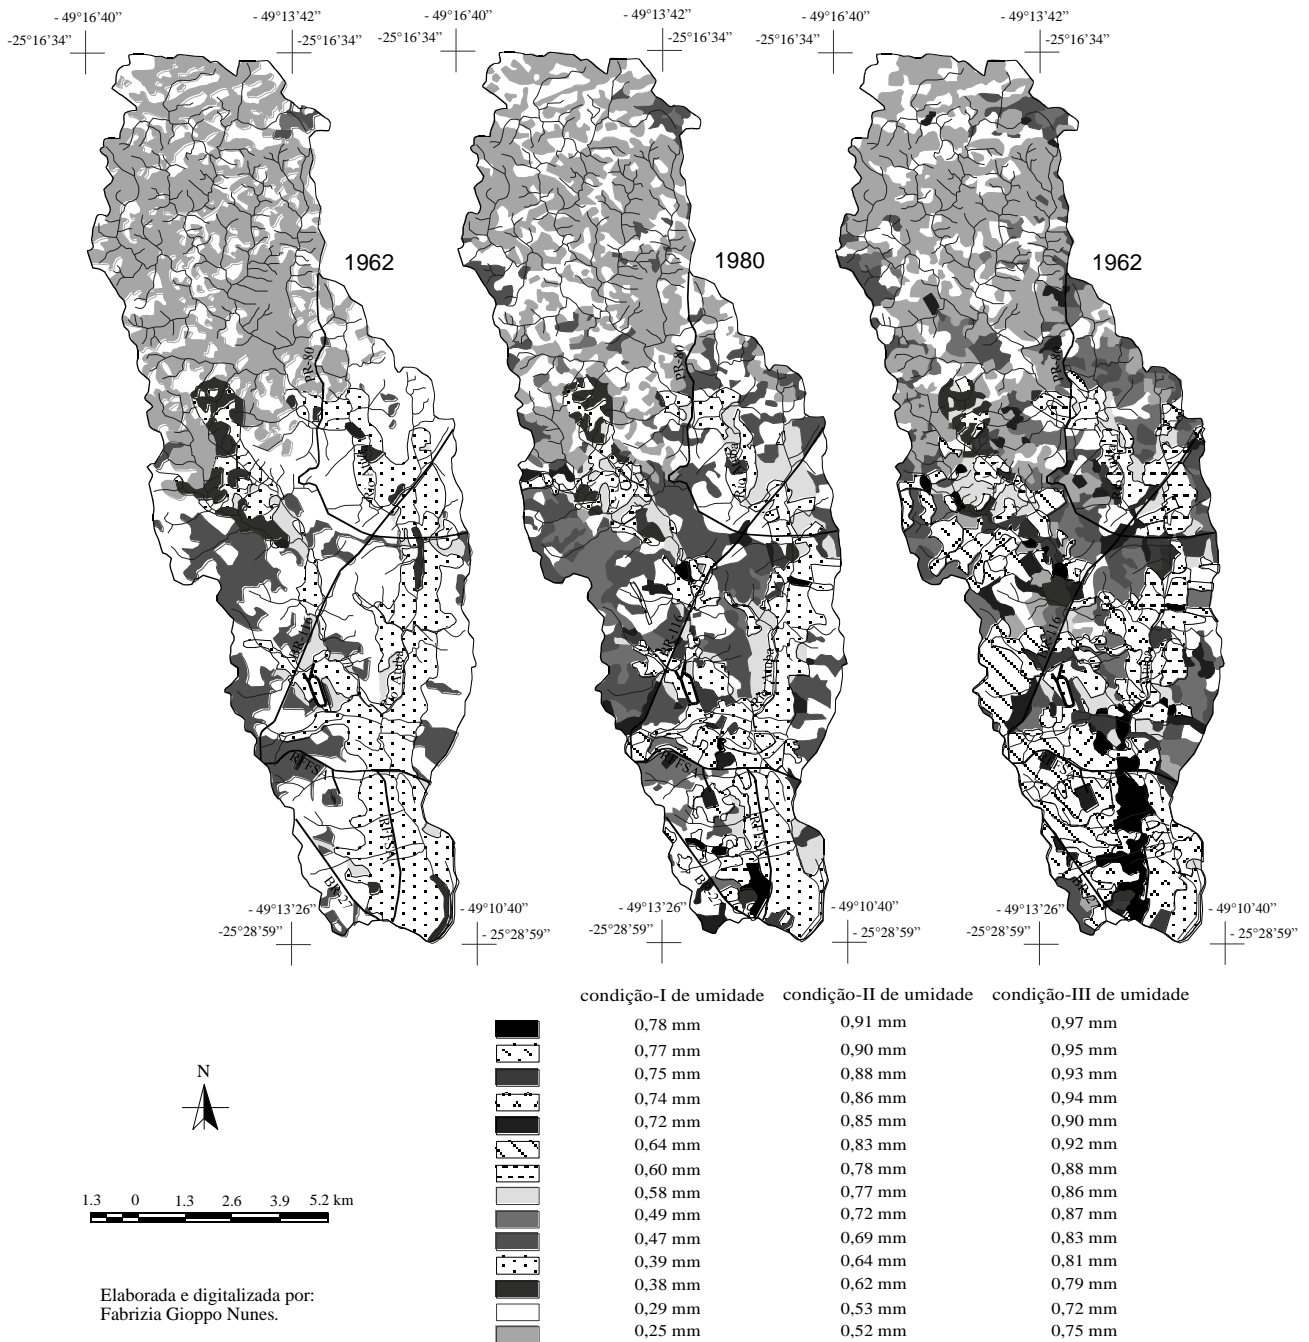 - 49°16’40” - 49°13’42” - 49°16’40” - 49°13’42” - 49°16’40” - 49°13’42”
-25°16’34” -25°16’34” -25°16’34” -25°16’34” -25°16’34”
1962 1980 1962
PR-80 PR-80 PR-80
BR-116 BR-116 BR-116
RFFSA RFFSA
RFFSA RFFSA
- 49°13’26” - 49°10’40” - 49°13’26” - 49°10’40” - 49°13’26” - 49°10’40”
-25°28’59” - 25°28’59” -25°28’59” - 25°28’59” -25°28’59” - 25°28’59”
condição-I de umidade condição-II de umidade condição-III de umidade
0,78 mm 0,91 mm 0,97 mm
0,77 mm 0,90 mm 0,95 mm
0,75 mm 0,88 mm 0,93 mm
0,74 mm 0,86 mm 0,94 mm
0,72 mm 0,85 mm 0,90 mm
0,64 mm 0,83 mm 0,92 mm
0,60 mm 0,78 mm 0,88 mm
0,58 mm 0,77 mm 0,86 mm
0,49 mm 0,72 mm 0,87 mm
0,47 mm 0,69 mm 0,83 mm
0,39 mm 0,64 mm 0,81 mm
0,38 mm 0,62 mm 0,79 mm
0,29 mm 0,53 mm 0,72 mm
0,25 mm 0,52 mm 0,75 mm
N
1.3 0 1.3 2.6 3.9 5.2 km
Elaborada e digitalizada por:
Fabrizia Gioppo Nunes.